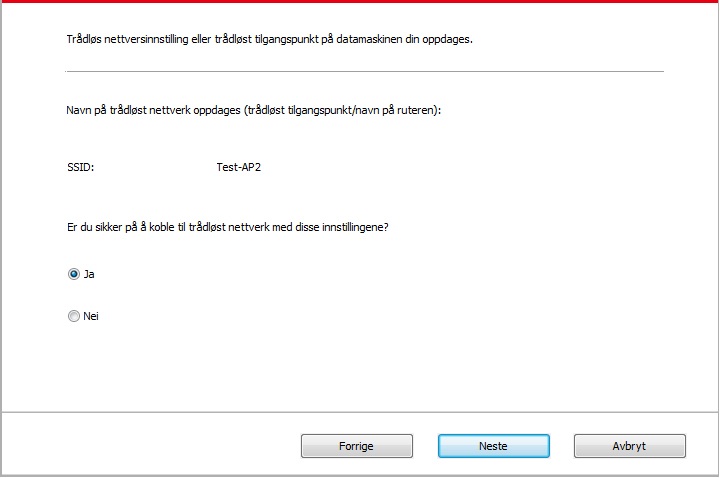 Trådløs nettversinnstilling eller trådløst tilgangspunkt på datamaskinen din oppdages.
Navn på trådløst nettverk oppdages (trådløst tilgangspunkt/navn på ruteren):
SSID: Test-AP2
Er du sikker på å koble til trådløst nettverk med disse innstillingene?
Ja
Nei
Forrige Neste Avbryt